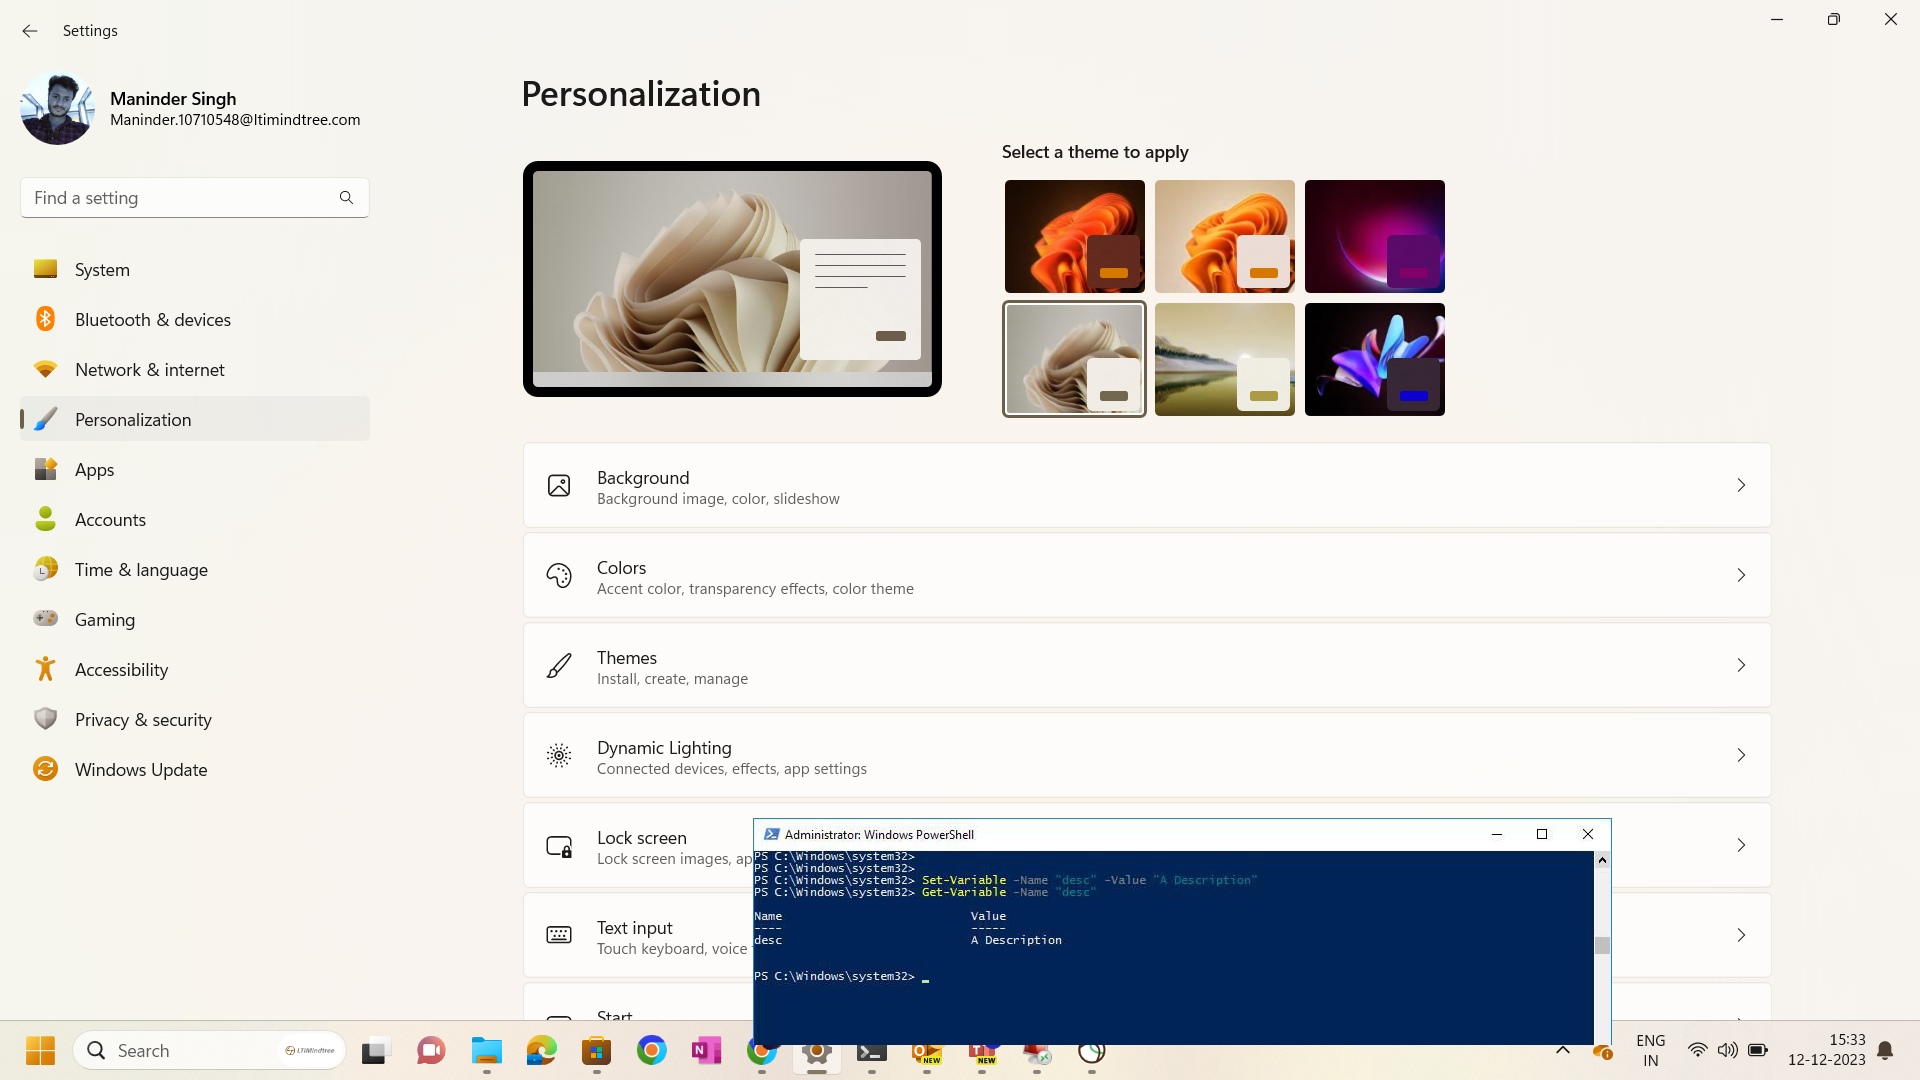 Settings
Maninder Singh
Maninder.10710548@ltimindtree.com
Find a setting
System
Bluetooth & devices
Network & internet
Personalization
Apps
Accounts
Time & language
Gaming
Accessibility
Privacy & security
Windows Update
Personalization
Select a theme to apply
Background
Background image, color, slideshow
Colors
Accent color, transparency effects, color theme
Themes
Install, create, manage
Dynamic Lighting
Connected devices, effects, app settings
Lock screen
Lock screen images, ap
Text input
Touch keyboard, voice
Start
Administrator: Windows PowerShell
PS C:\Windows\system32>
PS C:\Windows\system32>
PS C:\Windows\system32> Set-Variable -Name "desc" -Value "A Description"
PS C:\Windows\system32> Get-Variable -Name "desc"
Name Value
---- -----
desc A Description
PS C:\Windows\system32> _
Search
LTIMindtree
NEW
NEW
ENG
IN
15:33
12-12-2023